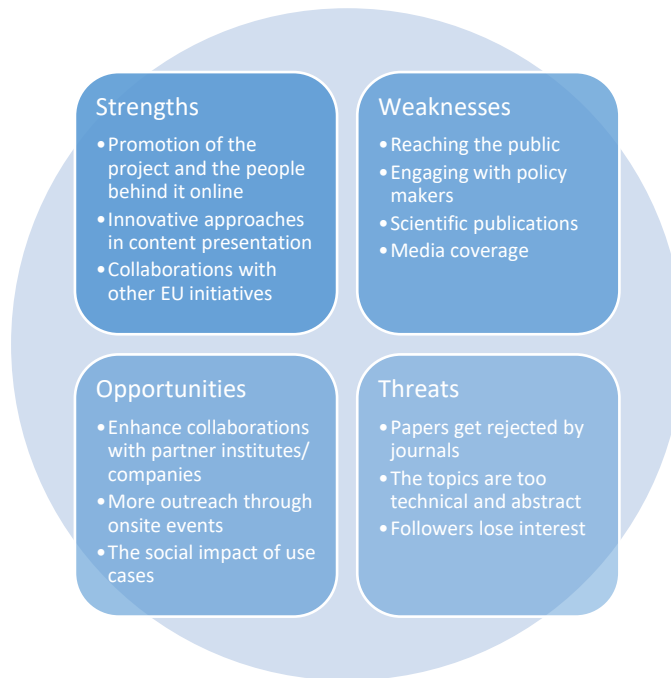 Strengths
•Promotion of the
project and the people
behind it online
•Innovative approaches
in content presentation
•Collaborations with
other EU initiatives
Weaknesses
•Reaching the public
•Engaging with policy
makers
•Scientific publications
•Media coverage
Opportunities
•Enhance collaborations
with partner institutes/
companies
•More outreach through
onsite events
•The social impact of use
cases
Threats
•Papers get rejected by
journals
•The topics are too
technical and abstract
•Followers lose interest